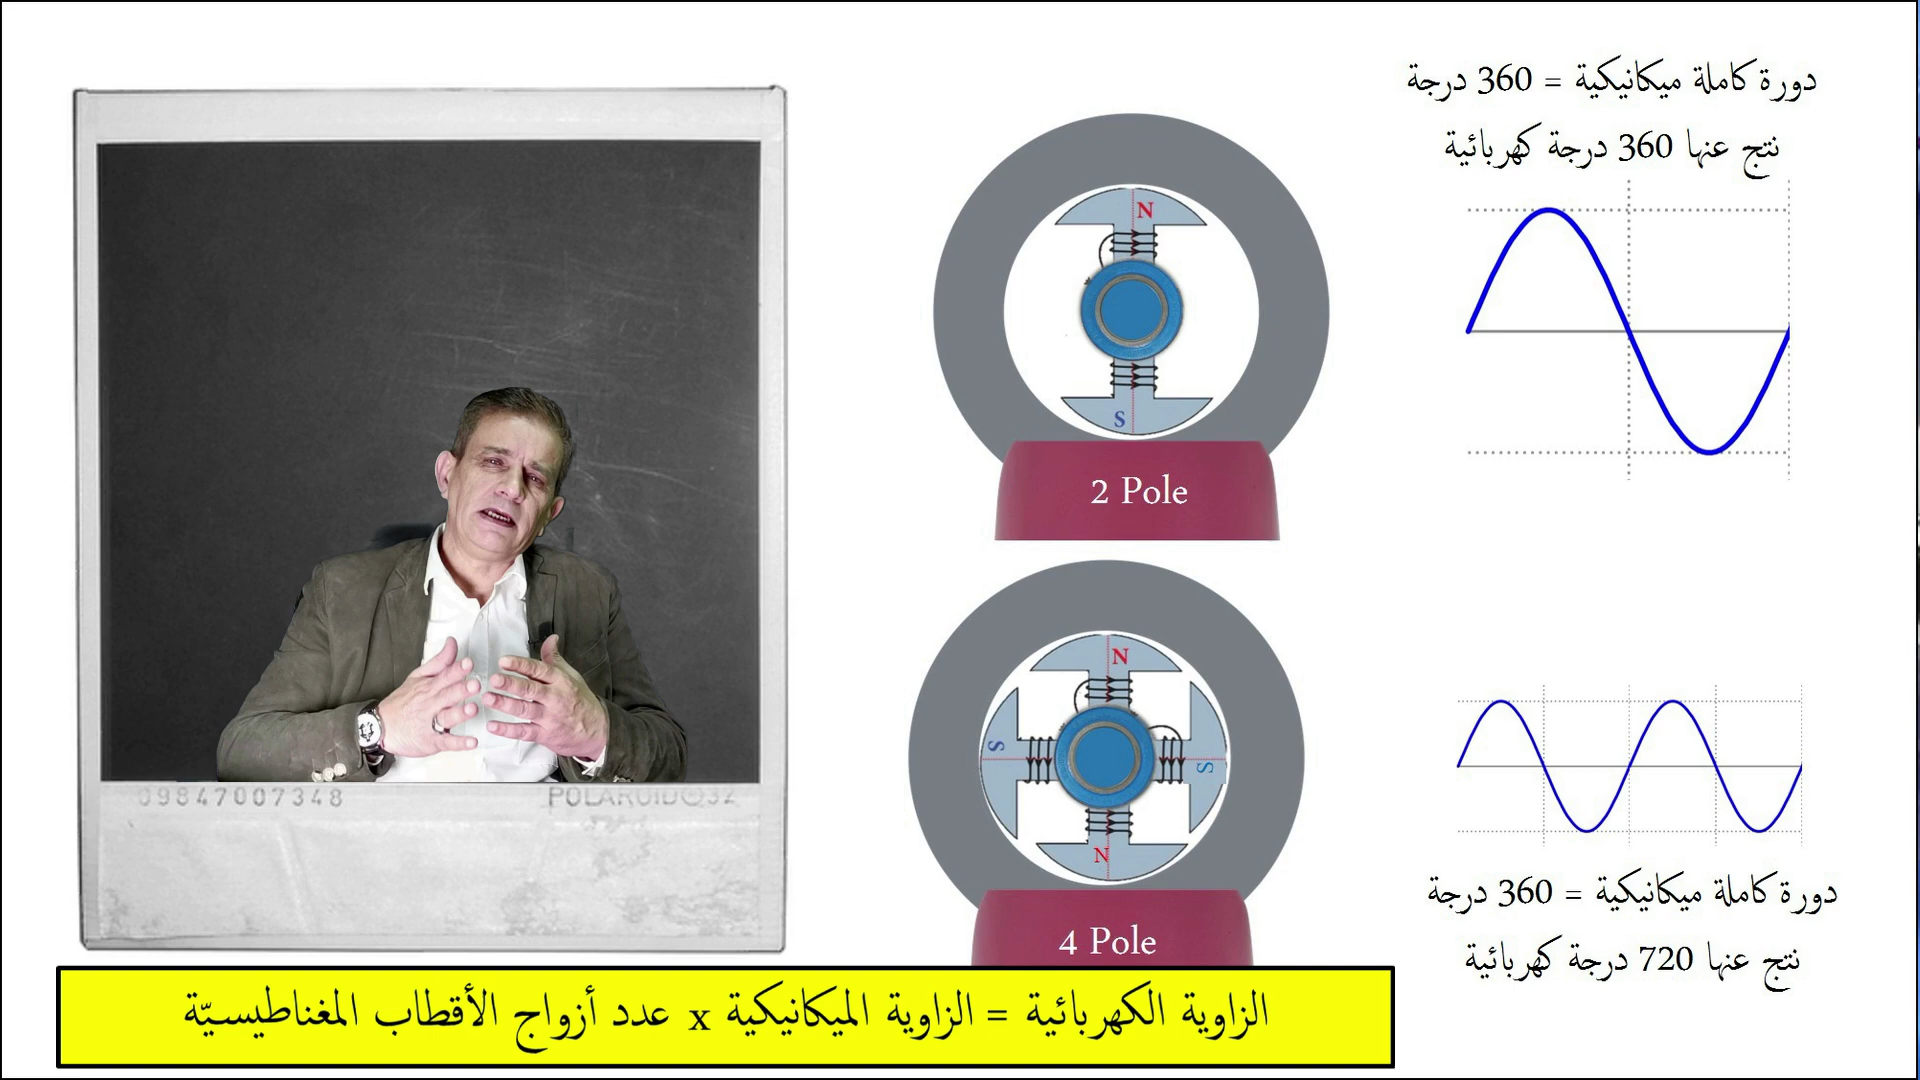 دورة كاملة ميكانيكية = 360 درجة
نتج عنها 360 درجة كهربائية
N
S
2 Pole
N
S
S
N
4 Pole
دورة كاملة ميكانيكية = 360 درجة
نتج عنها 720 درجة كهربائية
09847007348
POLAROID@32
الزاوية الكهربائية = الزاوية الميكانيكية x عدد أزواج الأقطاب المغناطيسيّة